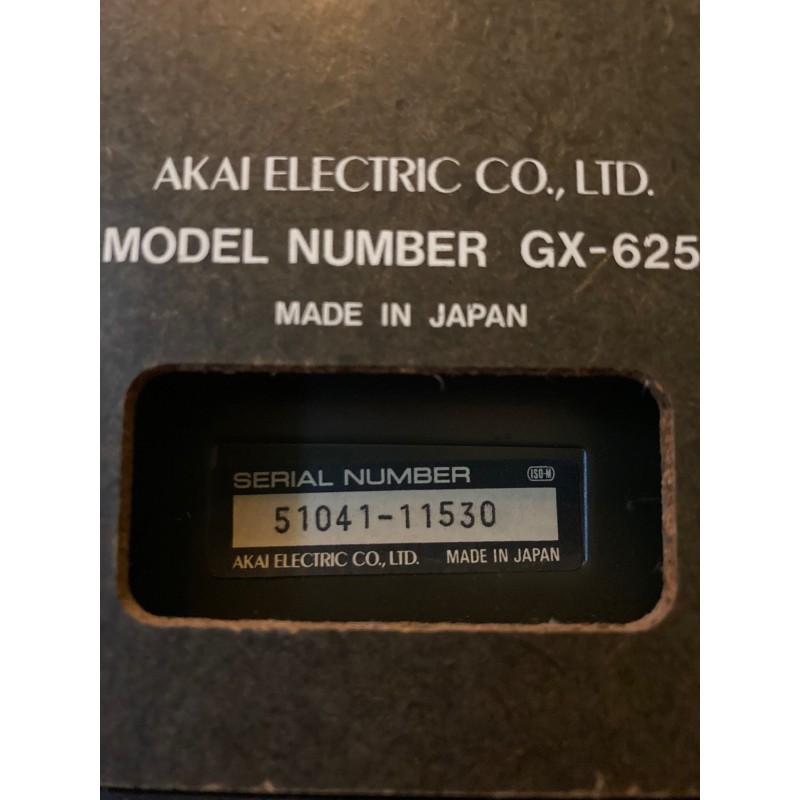 AKAI ELECTRIC CO., LTD.
MODEL NUMBER GX-625
MADE IN JAPAN
SERIAL NUMBER ISO-M
51041-11530
AKAI ELECTRIC CO., LTD. MADE IN JAPAN